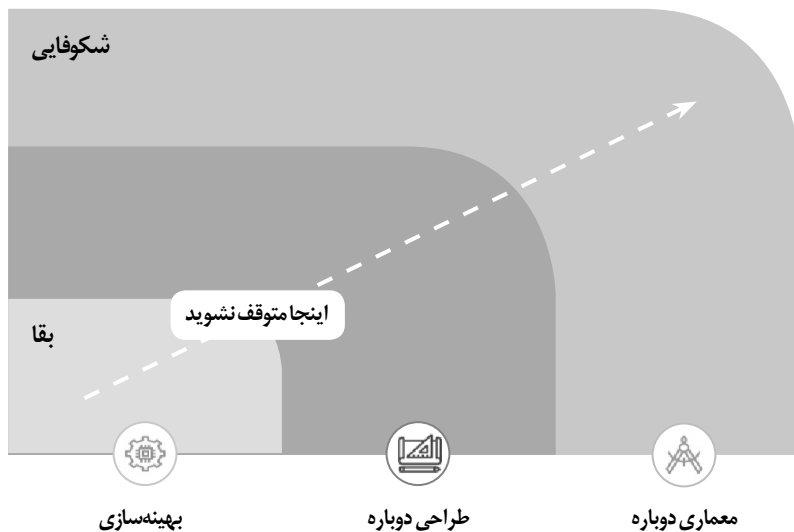 شکوفایی
اینجا متوقف نشوید
بقا
معماری دوباره
طراحی دوباره
بهینه‌سازی